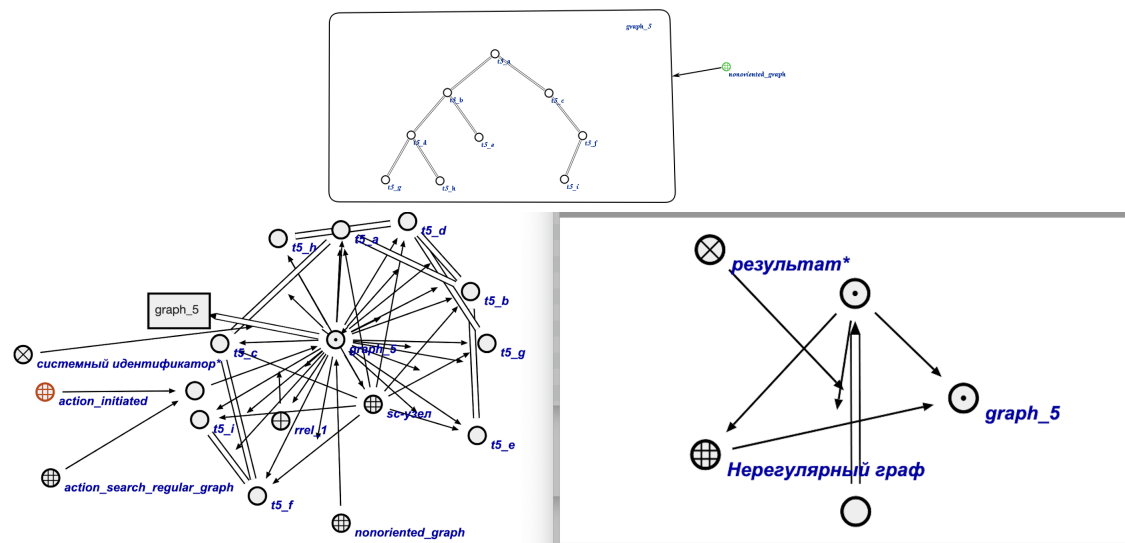 graph_5
nonoriented_graph
t5_a
t5_b
t5_c
t5_d
t5_e
t5_f
t5_g
t5_h
t5_i
t5_d
t5_h
t5_a
t5_b
graph_5
t5_c
graph_5
t5_g
системный идентификатор*
action_initiated
sc-узел
t5_i
rrel_1
t5_e
action_search_regular_graph
t5_f
nonoriented_graph
результат*
graph_5
Нерегулярный граф